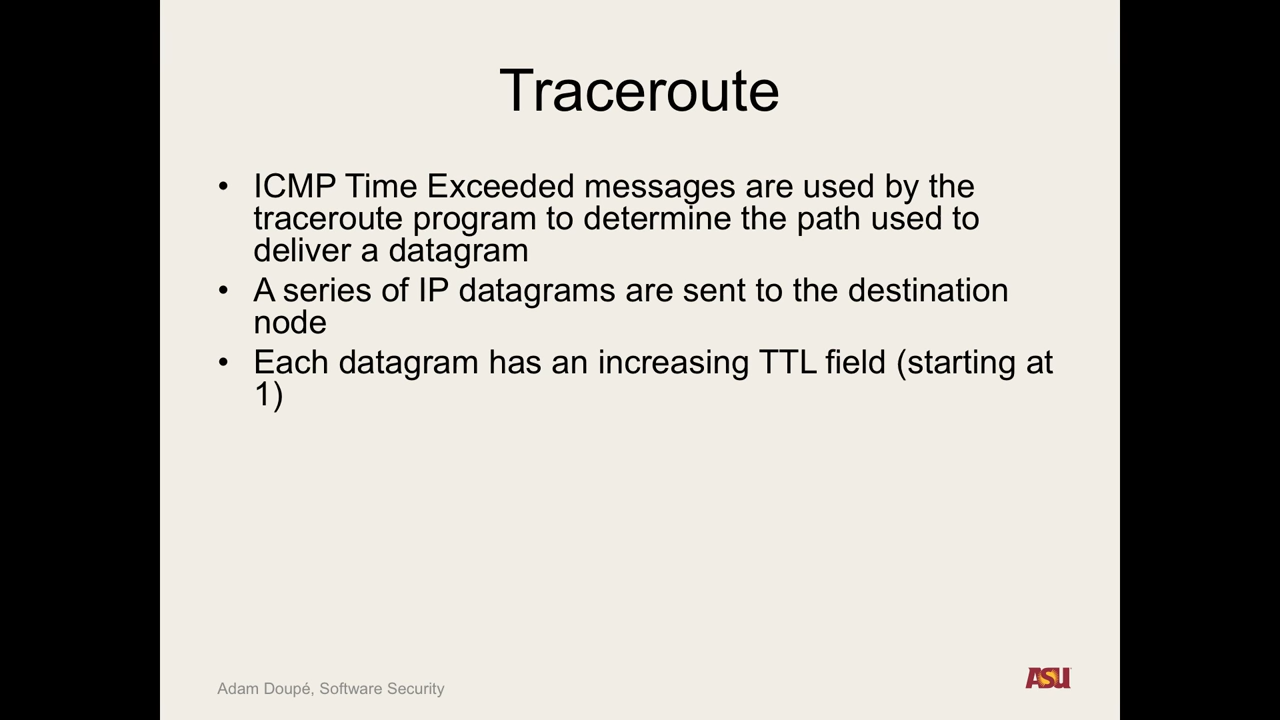 Traceroute
• ICMP Time Exceeded messages are used by the
traceroute program to determine the path used to
deliver a datagram
• A series of IP datagrams are sent to the destination
node
• Each datagram has an increasing TTL field (starting at
1)
Adam Doupé, Software Security
ASU